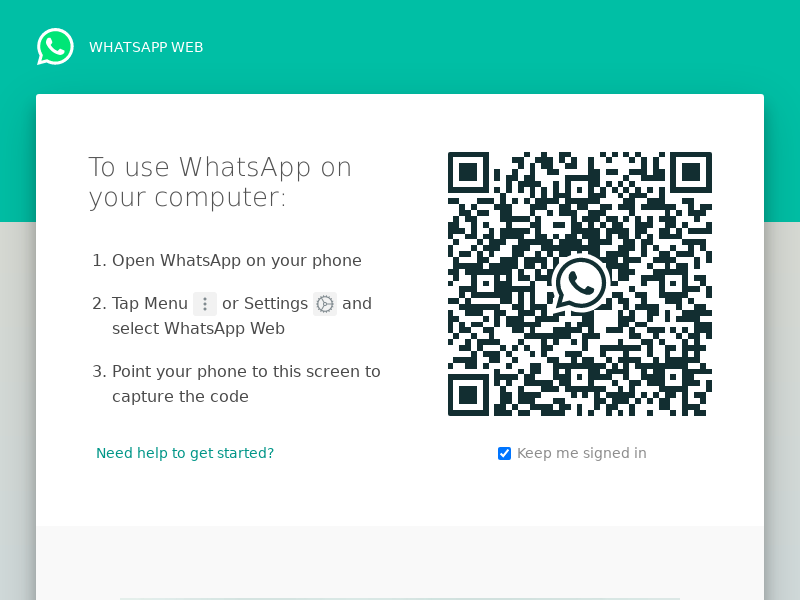 WHATSAPP WEB
To use WhatsApp on
your computer:
1. Open WhatsApp on your phone
2. Tap Menu or Settings and
select WhatsApp Web
3. Point your phone to this screen to
capture the code
Need help to get started?
Keep me signed in